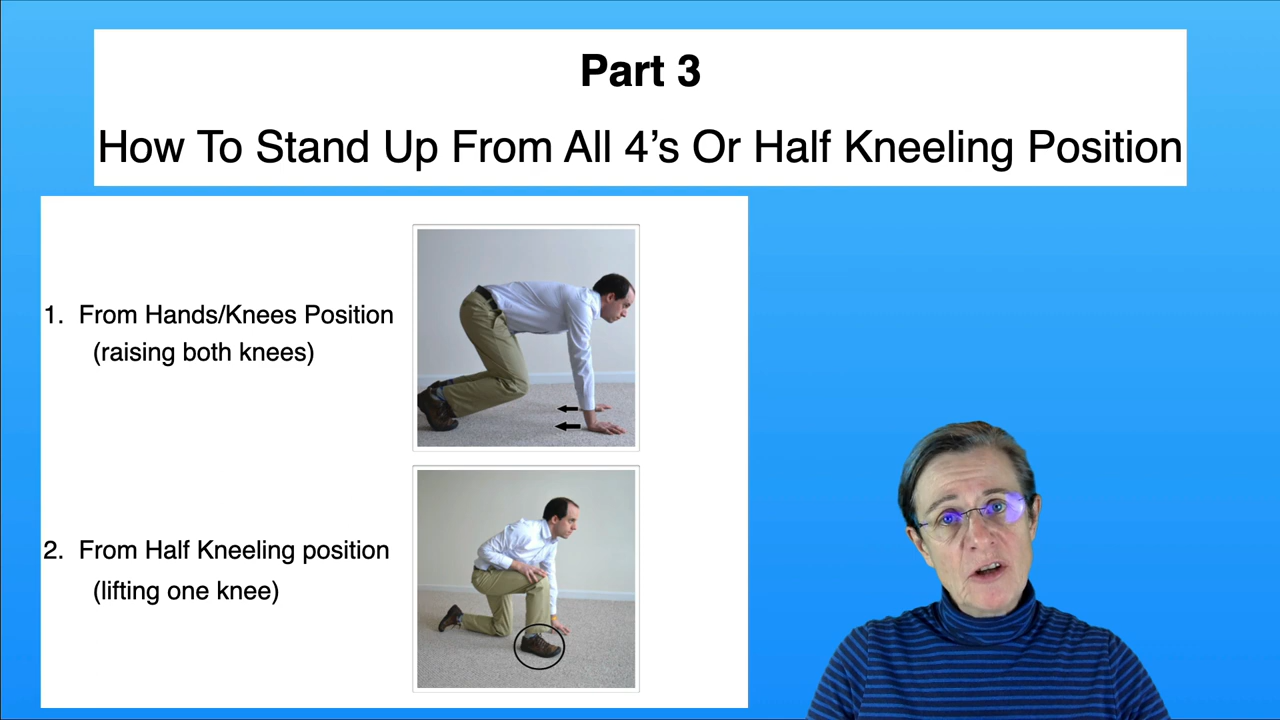 Part 3
How To Stand Up From All 4’s Or Half Kneeling Position
1. From Hands/Knees Position
(raising both knees)
2. From Half Kneeling position
(lifting one knee)